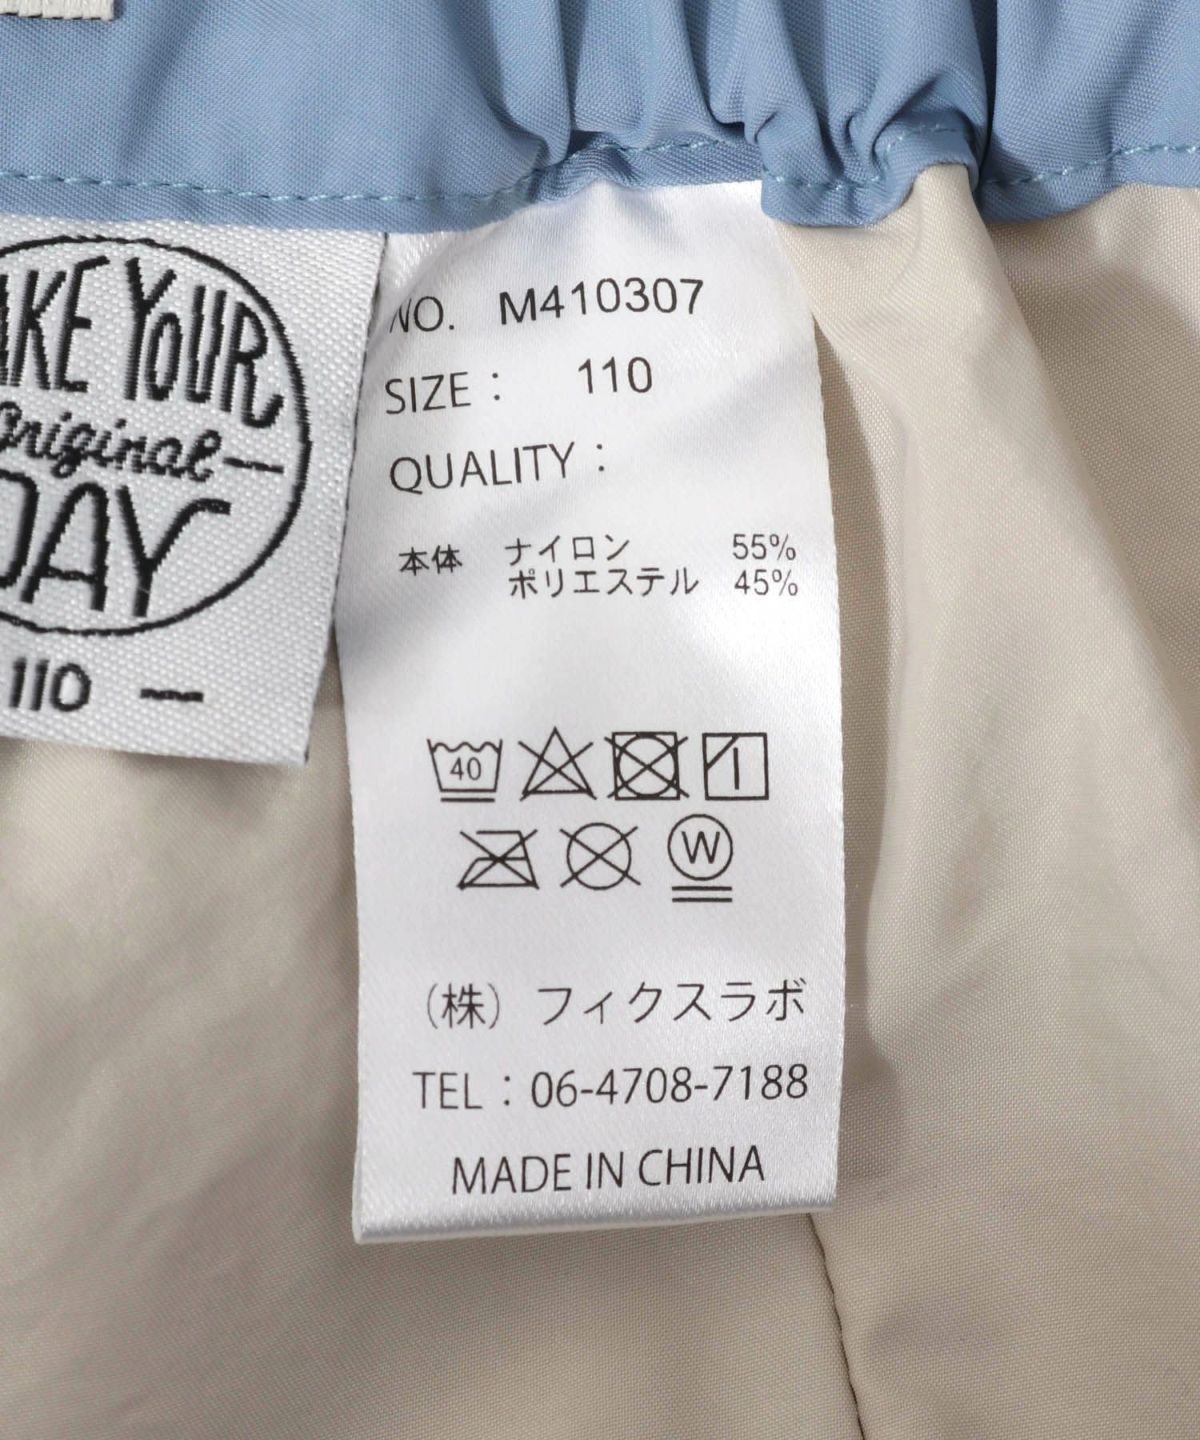 YOUR
original
DAY
110
NO. M410307
SIZE : 110
QUALITY :
本体 ナイロン 55%
ポリエステル 45%
40
W
(株) フィクスラボ
TEL : 06-4708-7188
MADE IN CHINA